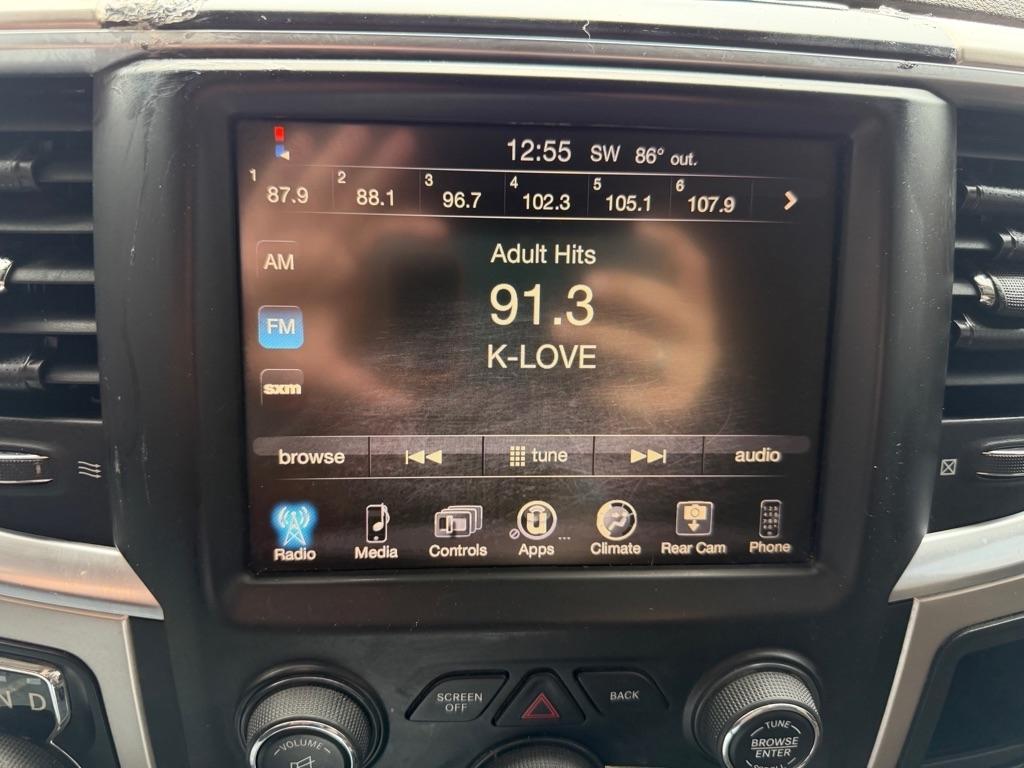 12:55 SW 86° out.
1 87.9 2 88.1 3 96.7 4 102.3 5 105.1 6 107.9 >
AM
Adult Hits
91.3
FM
K-LOVE
sxm
browse tune audio
Radio Media Controls Apps ... Climate Rear Cam Phone
N D
SCREEN
OFF
BACK
VOLUME
TUNE
BROWSE
ENTER